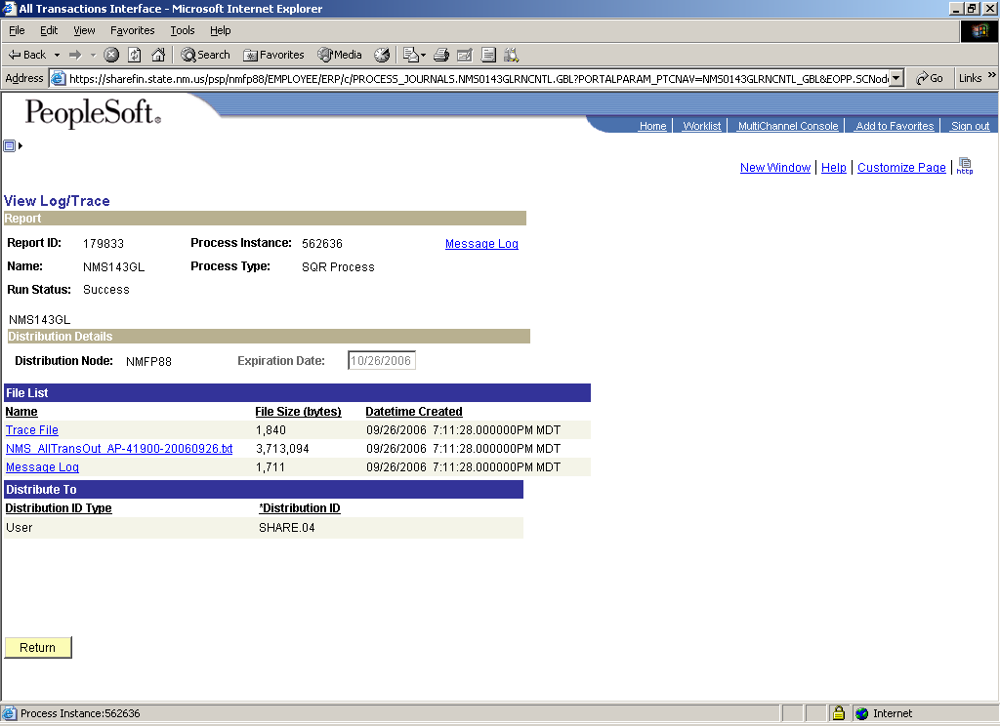 All Transactions Interface - Microsoft Internet Explorer
File Edit View Favorites Tools Help
Back Search Favorites Media
Address https://sharefin.state.nm.us/psp/nmfp88/EMPLOYEE/ERP/c/PROCESS_JOURNALS.NMS0143GLRNCNTL.GBL?PORTALPARAM_PTCNAV=NMS0143GLRNCNTL_GBL&EOPP.SCNode Go Links »
PeopleSoft.
Home Worklist MultiChannel Console Add to Favorites Sign out
New Window | Help | Customize Page | http
View Log/Trace
Report
Report ID: 179833 Process Instance: 562636 Message Log
Name: NMS143GL Process Type: SQR Process
Run Status: Success
NMS143GL
Distribution Details
Distribution Node: NMFP88 Expiration Date: 10/26/2006
File List
Name File Size (bytes) Datetime Created
Trace File 1,840 09/26/2006 7:11:28.000000PM MDT
NMS_AllTransOut_AP-41900-20060926.txt 3,713,094 09/26/2006 7:11:28.000000PM MDT
Message Log 1,711 09/26/2006 7:11:28.000000PM MDT
Distribute To
Distribution ID Type *Distribution ID
User SHARE.04
Return
Process Instance:562636 Internet